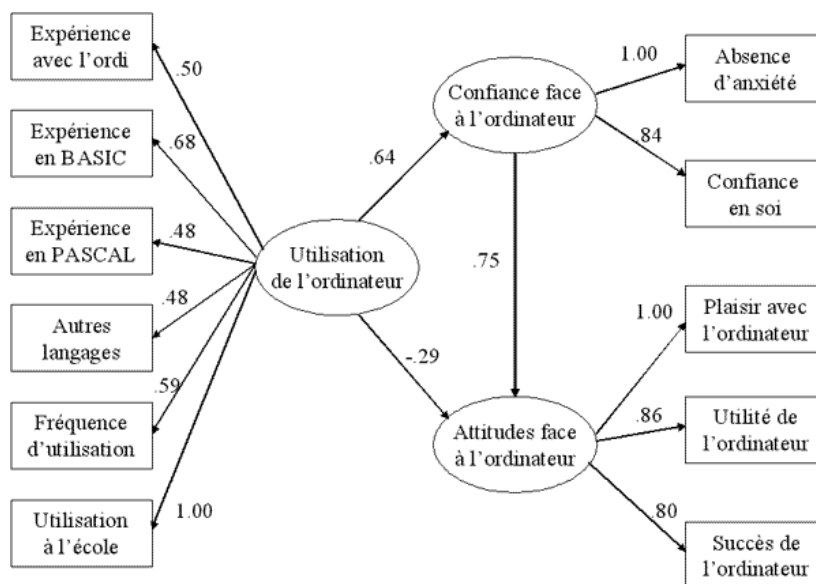 Expérience
avec l'ordi
Expérience
en BASIC
Expérience
en PASCAL
Autres
langages
Fréquence
d'utilisation
Utilisation
à l'école
.50
.68
.48
.48
.59
1.00
Utilisation
de l'ordinateur
.64
-.29
Confiance face
à l'ordinateur
.75
Attitudes face
à l'ordinateur
1.00
.84
1.00
.86
.80
Absence
d'anxiété
Confiance
en soi
Plaisir avec
l'ordinateur
Utilité de
l'ordinateur
Succès de
l'ordinateur